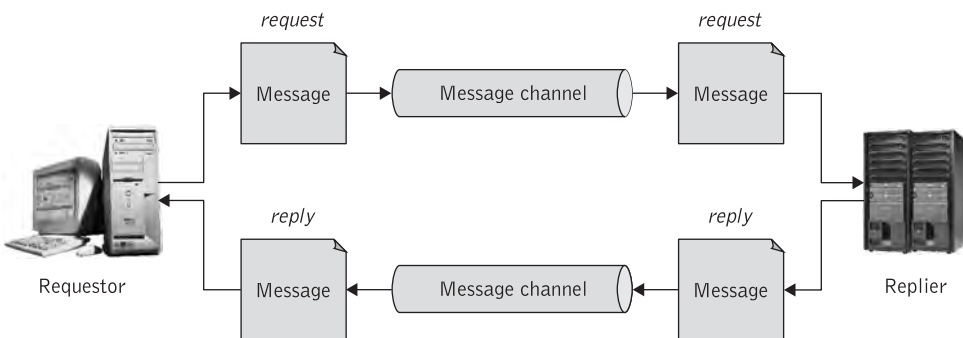 request
request
Message
Message channel
Message
reply
reply
Requestor
Message
Message channel
Message
Replier